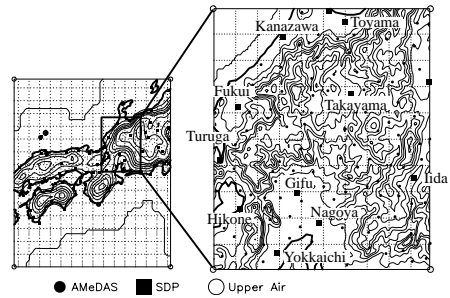 Toyama
Kanazawa
Fukui
Takayama
Turuga
Iida
Gifu
Hikone
Nagoya
Yokkaichi
AMeDAS SDP Upper Air